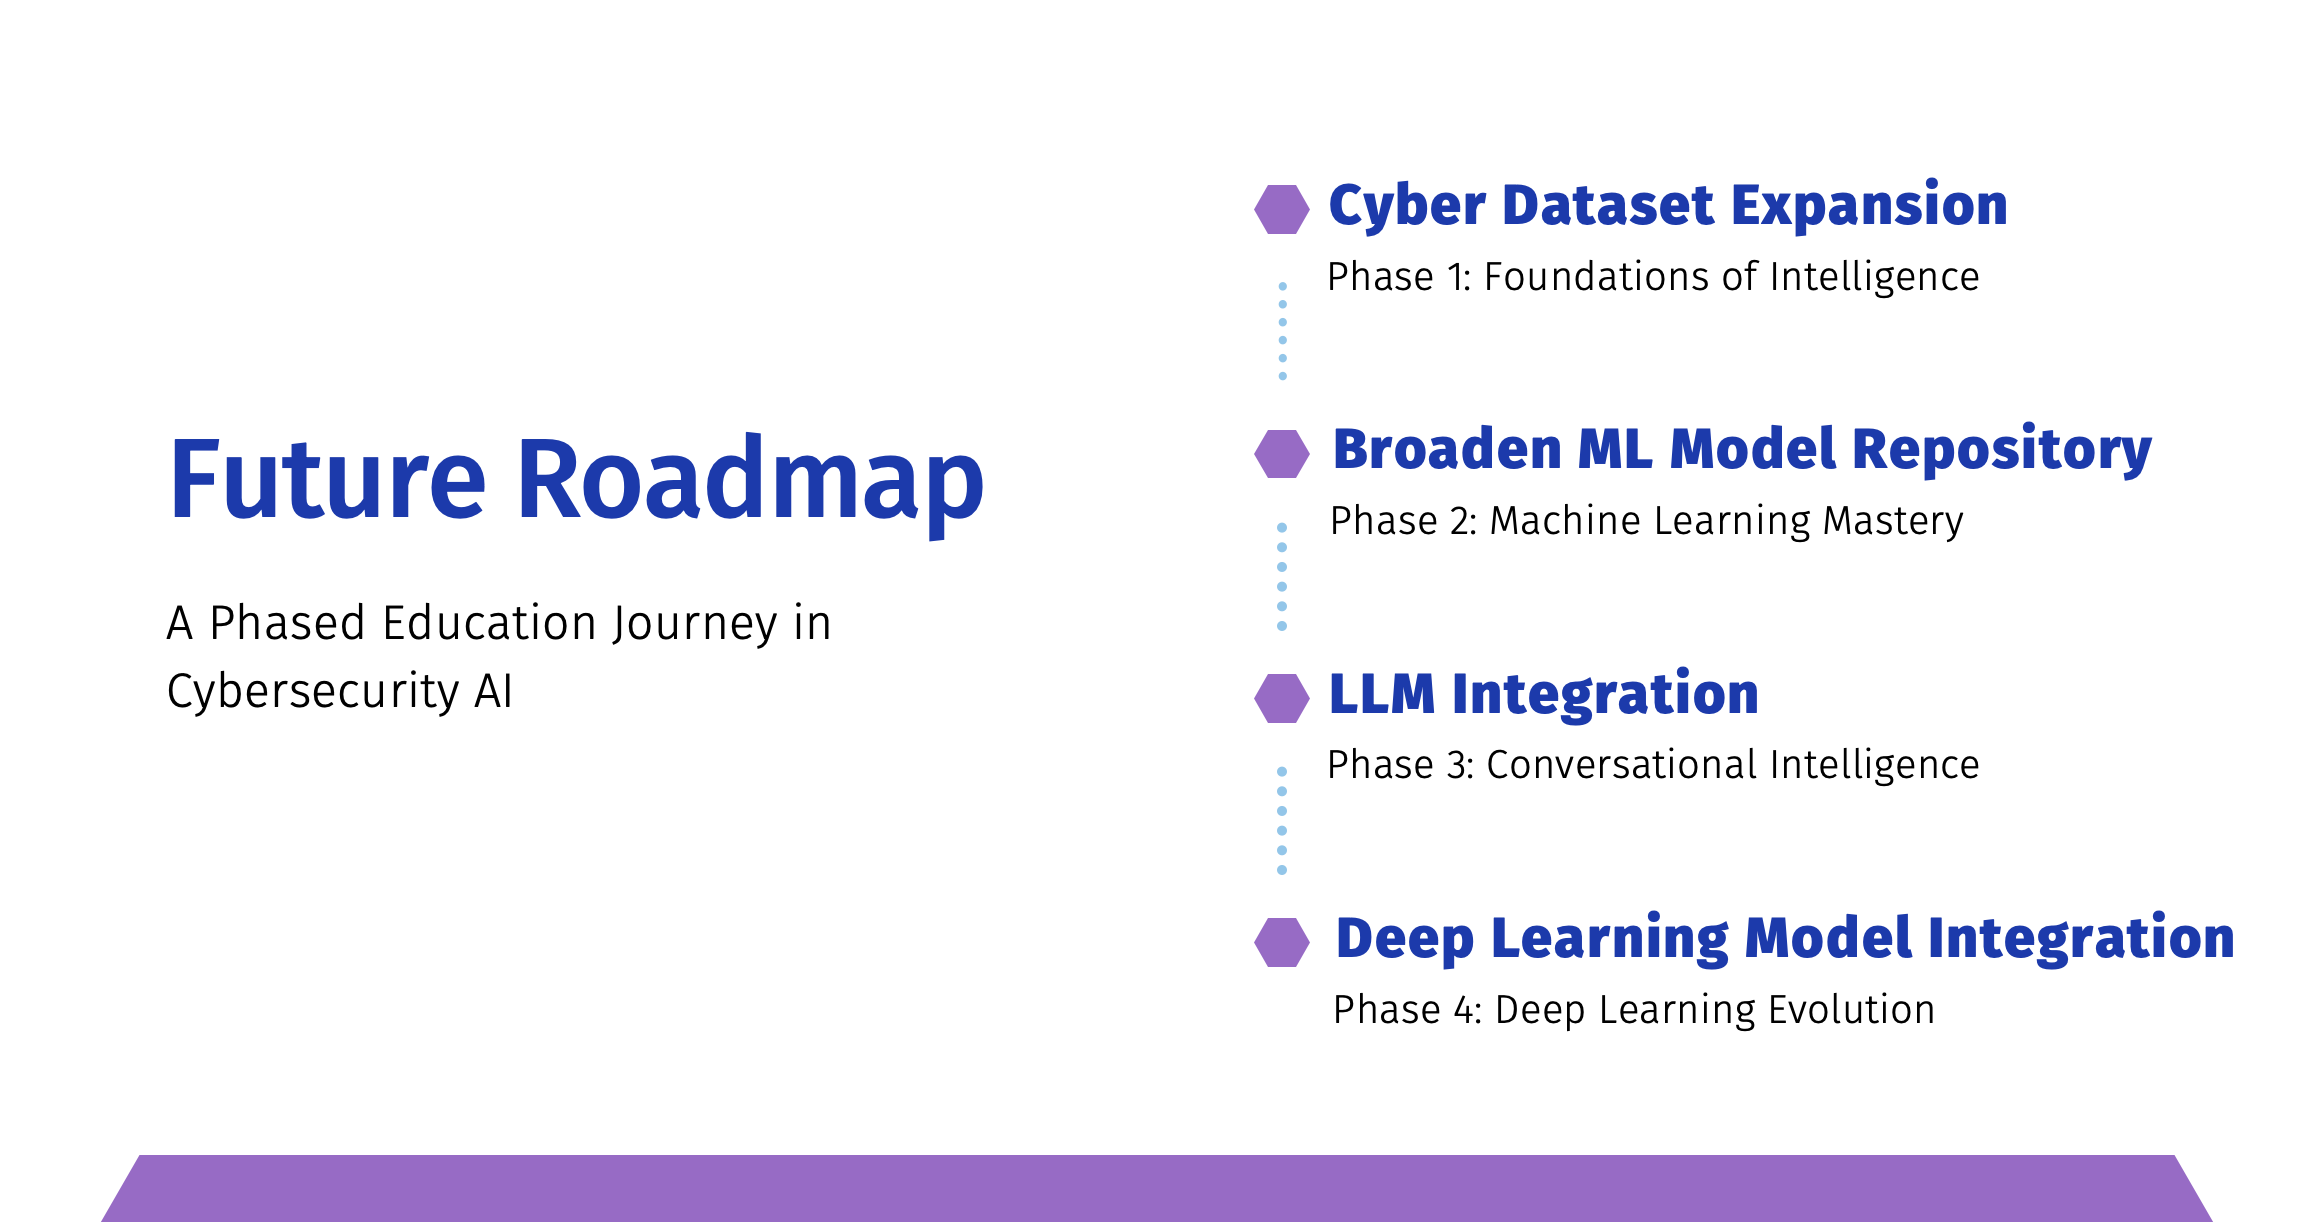 Future Roadmap
A Phased Education Journey in
Cybersecurity AI
Cyber Dataset Expansion
Phase 1: Foundations of Intelligence
Broaden ML Model Repository
Phase 2: Machine Learning Mastery
LLM Integration
Phase 3: Conversational Intelligence
Deep Learning Model Integration
Phase 4: Deep Learning Evolution